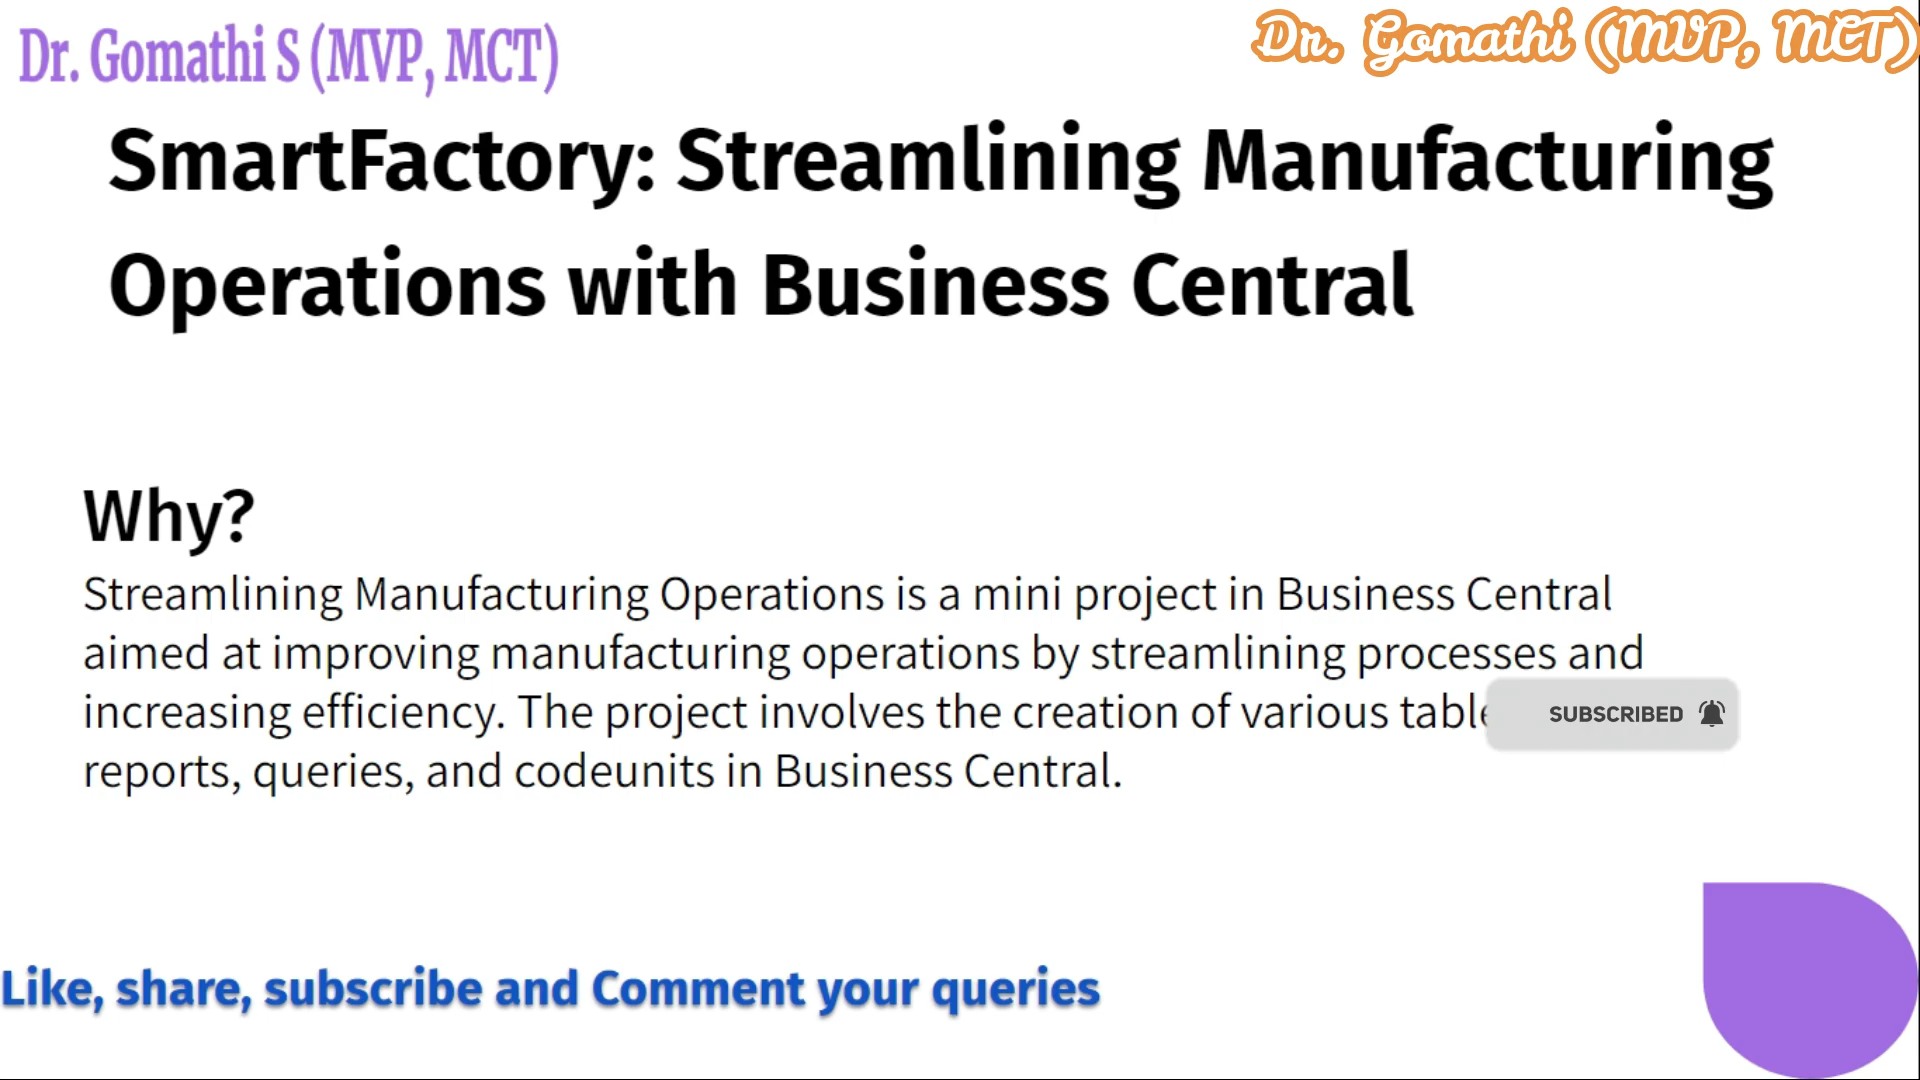 Dr. Gomathi S (MVP, MCT)
Dr. Gomathi (MVP, MCT)
SmartFactory: Streamlining Manufacturing
Operations with Business Central
Why?
Streamlining Manufacturing Operations is a mini project in Business Central
aimed at improving manufacturing operations by streamlining processes and
increasing efficiency. The project involves the creation of various
SUBSCRIBED
reports, queries, and codeunits in Business Central.
Like, share, subscribe and Comment your queries